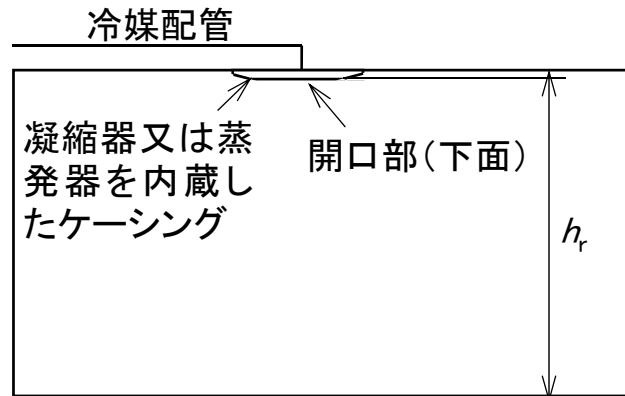 冷媒配管
凝縮器又は蒸
発器を内蔵し
たケーシング
開口部（下面）
hr